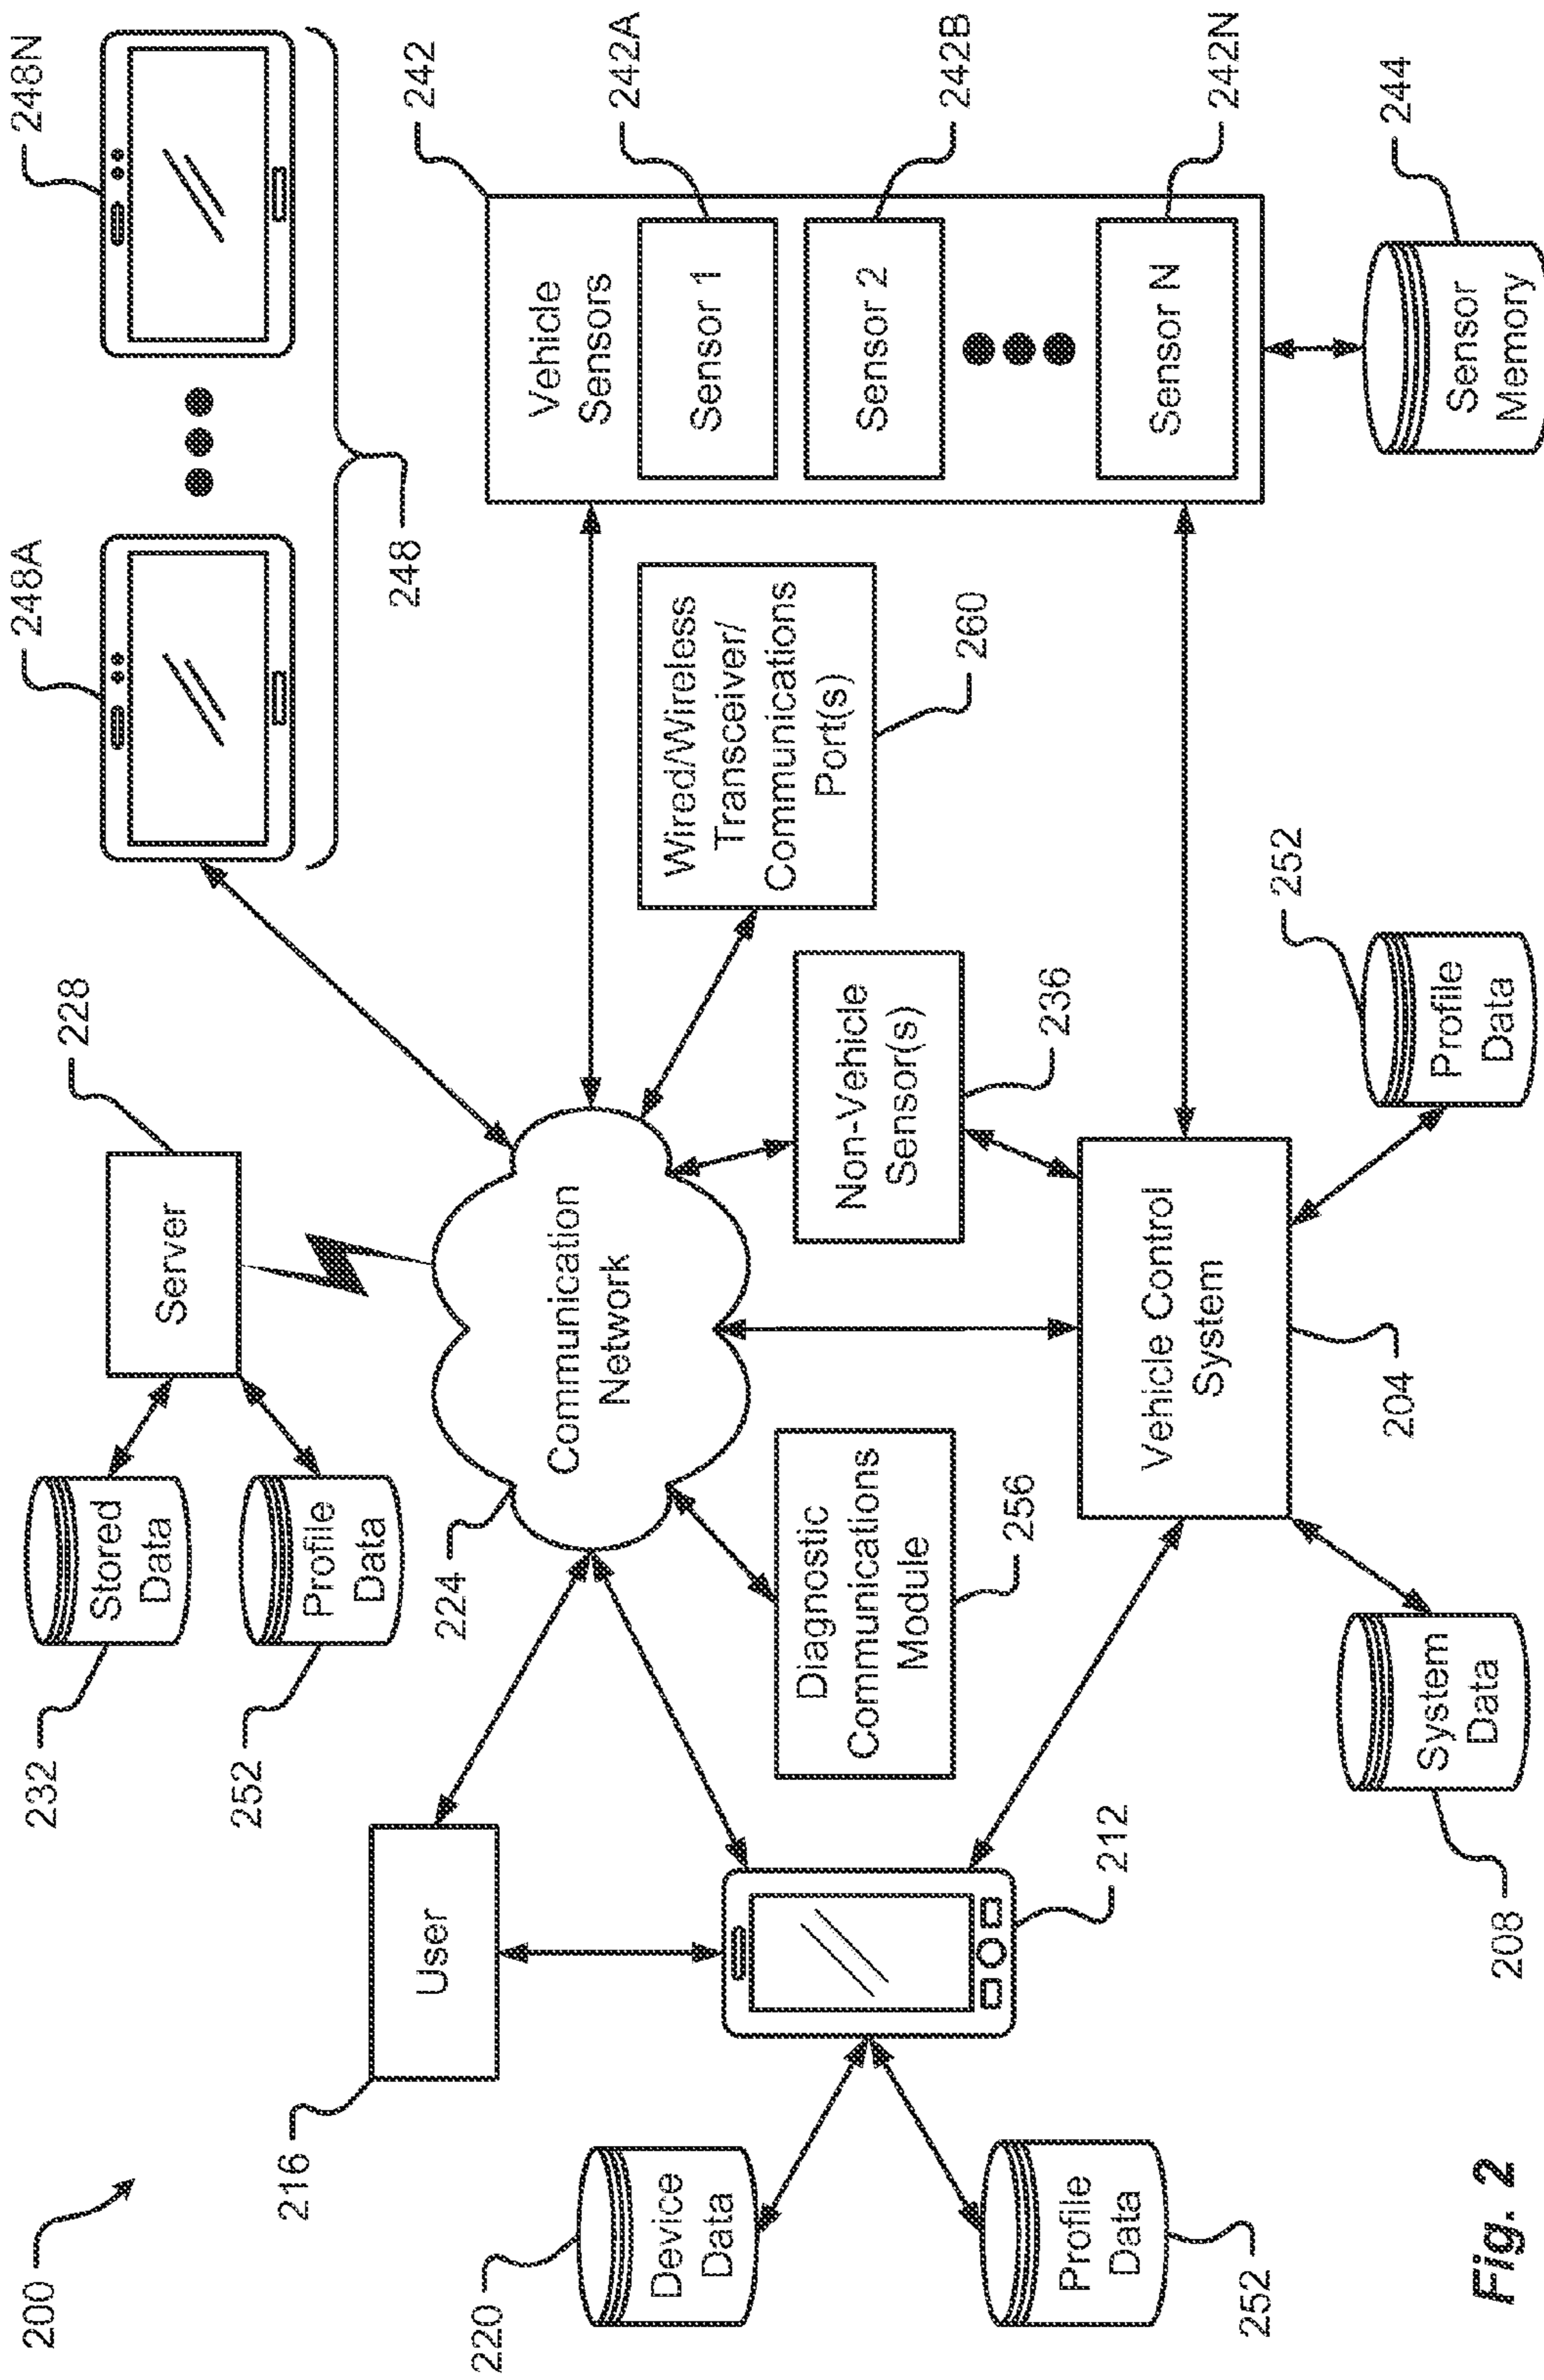 200
216
User
220
Device
Data
Profile
Data
252
212
232
Stored
Data
252
Profile
Data
Server
228
224
Communication
Network
Diagnostic
Communications
Module
256
Non-Vehicle
Sensor(s)
236
Wired/Wireless
Transceiver/
Communications
Port(s)
260
Vehicle Control
System
204
208
System
Data
Profile
Data
252
248A
248N
248
242
Vehicle
Sensors
Sensor 1
242A
Sensor 2
242B
Sensor N
242N
Sensor
Memory
244
Fig. 2